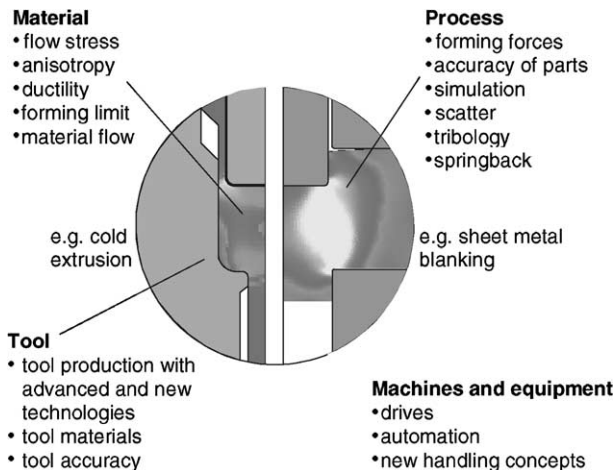 Material
•flow stress
•anisotropy
•ductility
•forming limit
•material flow
Process
•forming forces
•accuracy of parts
•simulation
•scatter
•tribology
•springback
e.g. cold
extrusion
e.g. sheet metal
blanking
Tool
• tool production with
advanced and new
technologies
• tool materials
• tool accuracy
Machines and equipment
•drives
•automation
•new handling concepts